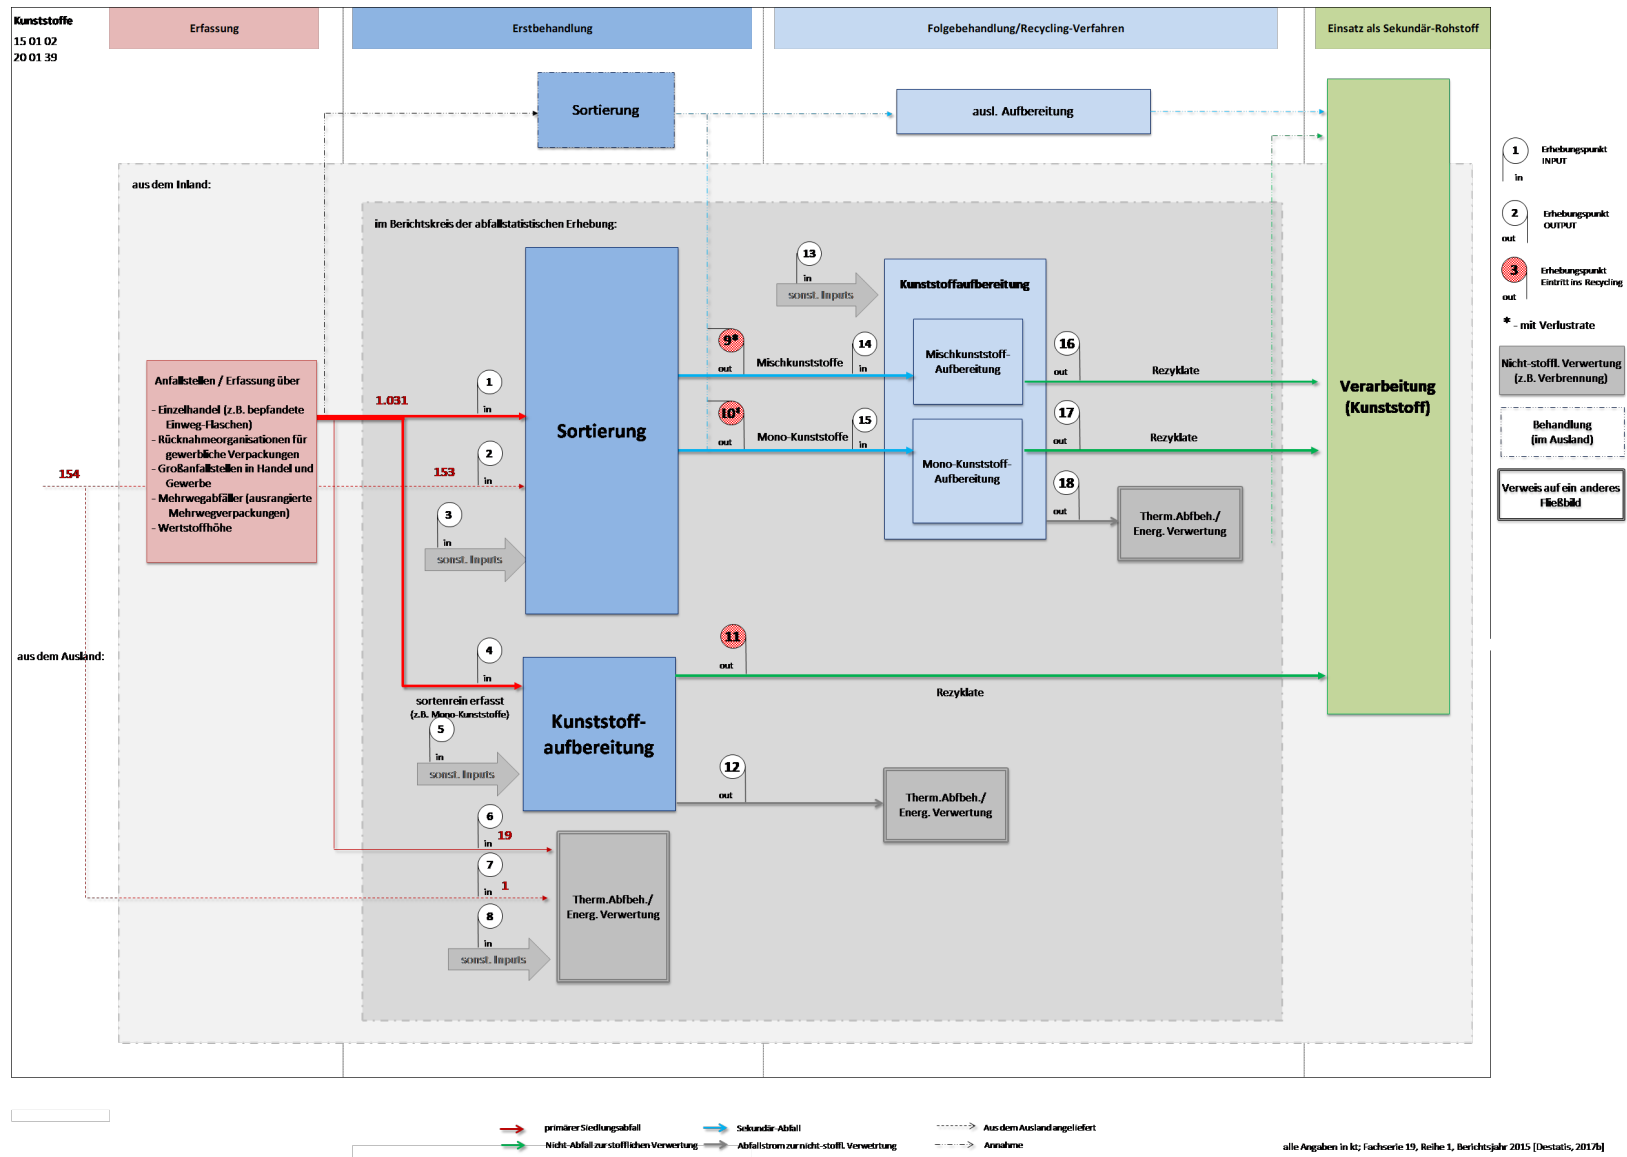 Kunststoffe
15 01 02
20 01 39
Erfassung
Erstbehandlung
Folgebehandlung/Recycling-Verfahren
Einsatz als Sekundär-Rohstoff
Sortierung
ausl. Aufbereitung
aus dem Inland:
im Berichtskreis der abfallstatistischen Erhebung:
1
in
2
in
3
in
sonst. Inputs
1.031
154
153
Anfallstellen / Erfassung über
- Einzelhandel (z.B. bepfandete
Einweg-Flaschen)
- Rücknahmeorganisationen für
gewerbliche Verpackungen
- Großanfallstellen in Handel und
Gewerbe
- Mehrwegabfäller (ausrangierte
Mehrwegverpackungen)
- Wertstoffhöhe
Sortierung
9*
out
Mischkunststoffe
10*
out
Mono-Kunststoffe
13
in
sonst. Inputs
14
in
15
in
Kunststoffaufbereitung
Mischkunststoff-
Aufbereitung
Mono-Kunststoff-
Aufbereitung
16
out
Rezyklate
17
out
Rezyklate
18
out
Therm.Abfbeh./
Energ. Verwertung
Verarbeitung
(Kunststoff)
aus dem Ausland:
4
in
sortenrein erfasst
(z.B. Mono-Kunststoffe)
5
in
sonst. Inputs
Kunststoff-
aufbereitung
11
out
Rezyklate
12
out
Therm.Abfbeh./
Energ. Verwertung
6
in
19
7
in
1
8
in
sonst. Inputs
Therm.Abfbeh./
Energ. Verwertung
1
in
Erhebungspunkt
INPUT
2
out
Erhebungspunkt
OUTPUT
3
out
Erhebungspunkt
Eintritt ins Recycling
* - mit Verlustrate
Nicht-stoffl. Verwertung
(z.B. Verbrennung)
Behandlung
(im Ausland)
Verweis auf ein anderes
Fließbild
primärer Siedlungsabfall
Sekundär-Abfall
Aus dem Ausland angeliefert
Nicht-Abfall zur stofflichen Verwertung
Abfallstrom zur nicht-stoffl. Verwetrtung
Annahme
alle Angaben in kt; Fachserie 19, Reihe 1, Berichtsjahr 2015 [Destatis, 2017b]